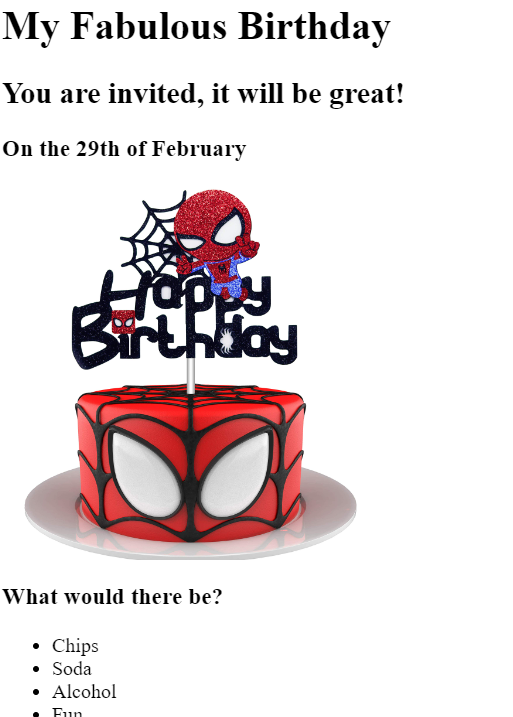 My Fabulous Birthday
You are invited, it will be great!
On the 29th of February
Happy
Birthday
What would there be?
Chips
Soda
Alcohol
Fun